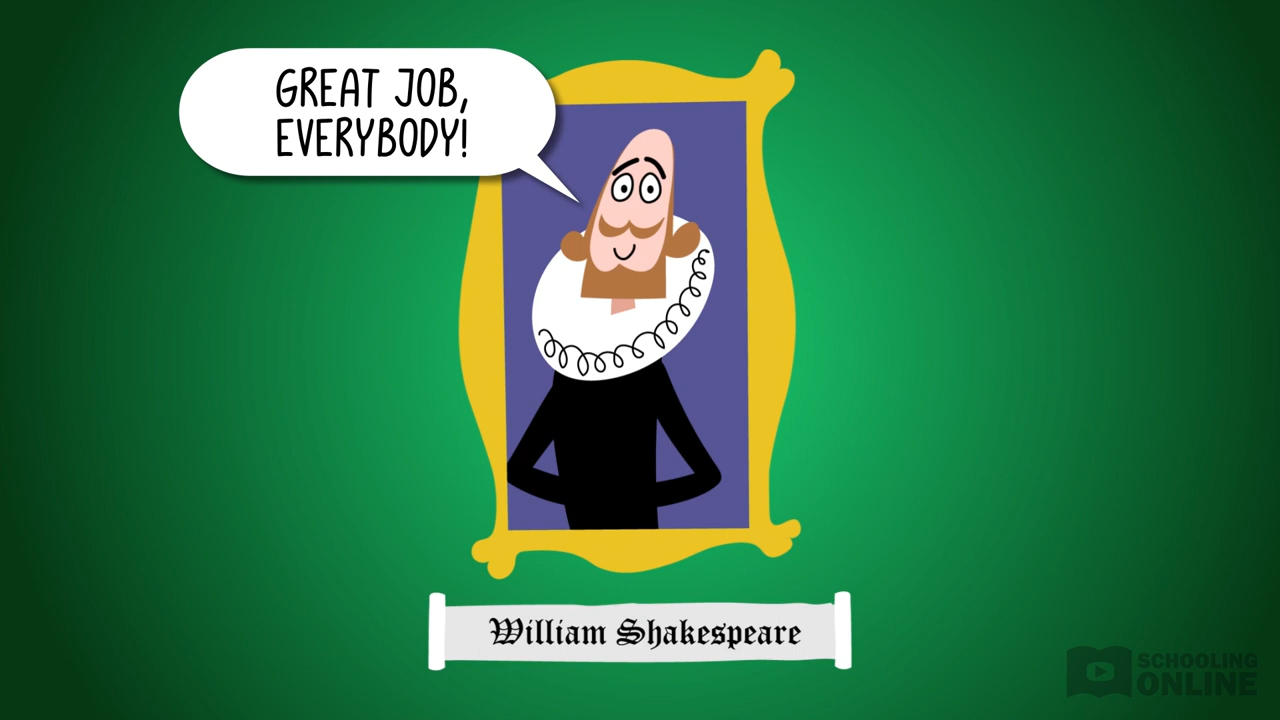 GREAT JOB,
EVERYBODY!
William Shakespeare
SCHOOLING
ONLINE